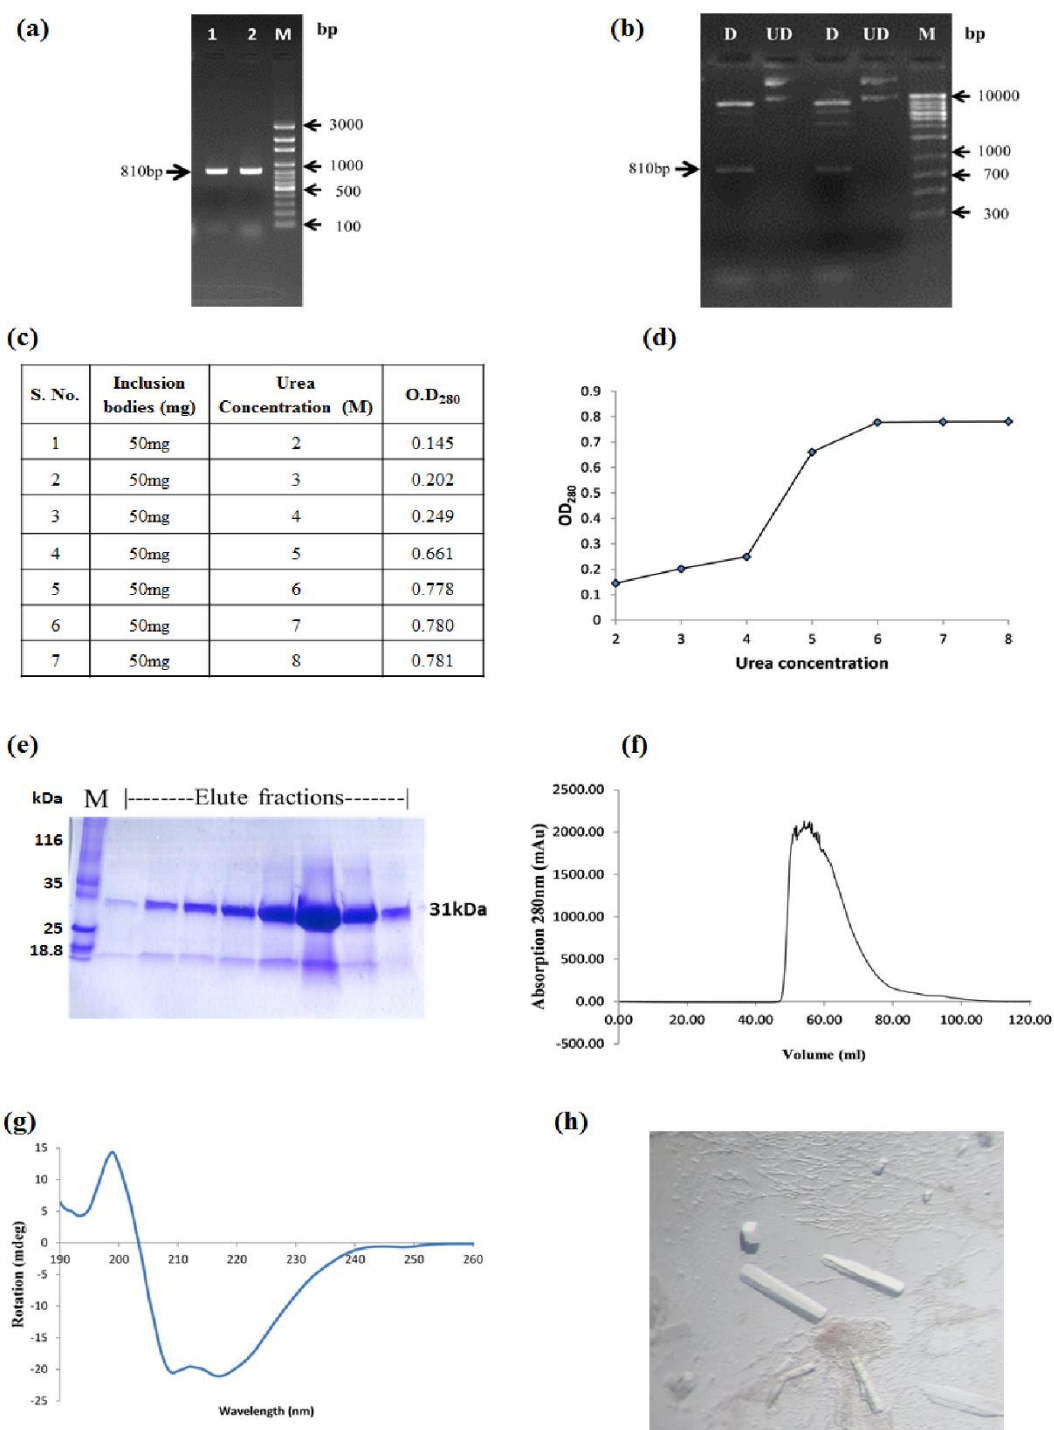 (a)
1 2 M bp
3000
1000
810bp
500
100
(b)
D UD D UD M bp
10000
1000
810bp
700
300
(c)
S. No. Inclusion bodies (mg) Urea Concentration (M) O.D280
1 50mg 2 0.145
2 50mg 3 0.202
3 50mg 4 0.249
4 50mg 5 0.661
5 50mg 6 0.778
6 50mg 7 0.780
7 50mg 8 0.781
(d)
0.9
0.8
0.7
0.6
0.5
0.4
0.3
0.2
0.1
0
OD280
2 3 4 5 6 7 8
Urea concentration
(e)
kDa M |--------Elute fractions-------|
116
35
31kDa
25
18.8
(f)
2500.00
2000.00
1500.00
1000.00
500.00
0.00
-500.00
Absorption 280nm (mAu)
0.00 20.00 40.00 60.00 80.00 100.00 120.00
Volume (ml)
(g)
15
10
5
0
-5
-10
-15
-20
-25
Rotation (mdeg)
190 200 210 220 230 240 250 260
Wavelength (nm)
(h)